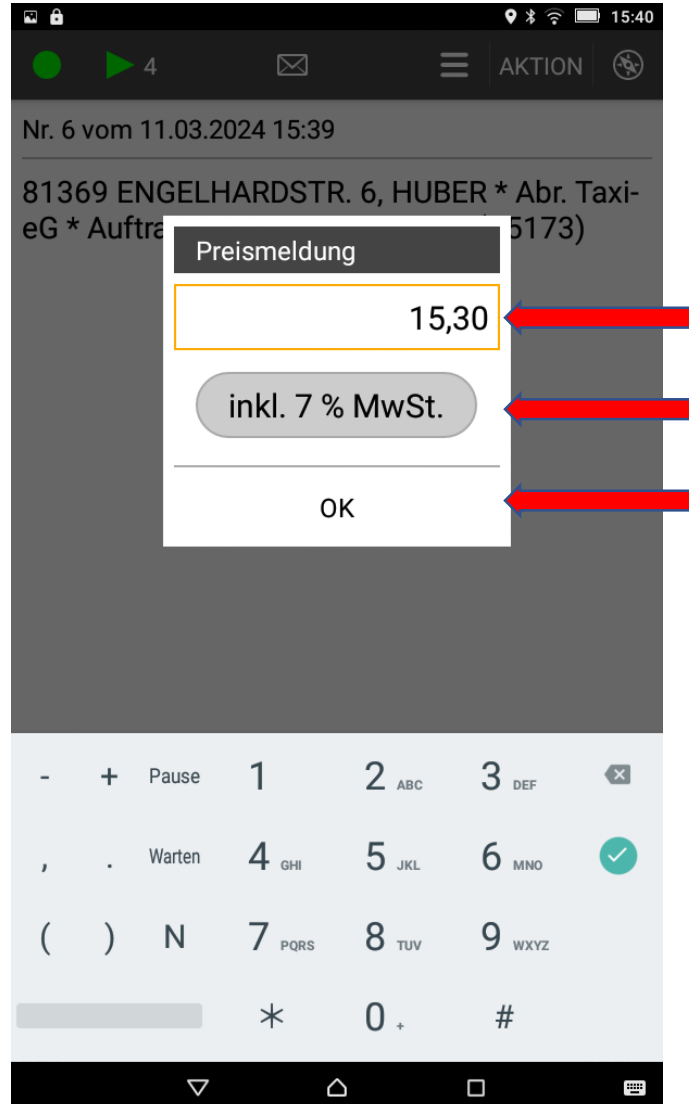 15:40
4 AKTION
Nr. 6 vom 11.03.2024 15:39
81369 ENGELHARDSTR. 6, HUBER * Abr. Taxi-
eG * Auftra 5173)
Preismeldung
15,30
inkl. 7 % MwSt.
OK
- + Pause 1 2 ABC 3 DEF
, . Warten 4 GHI 5 JKL 6 MNO
( ) N 7 PQRS 8 TUV 9 WXYZ
* 0 + #